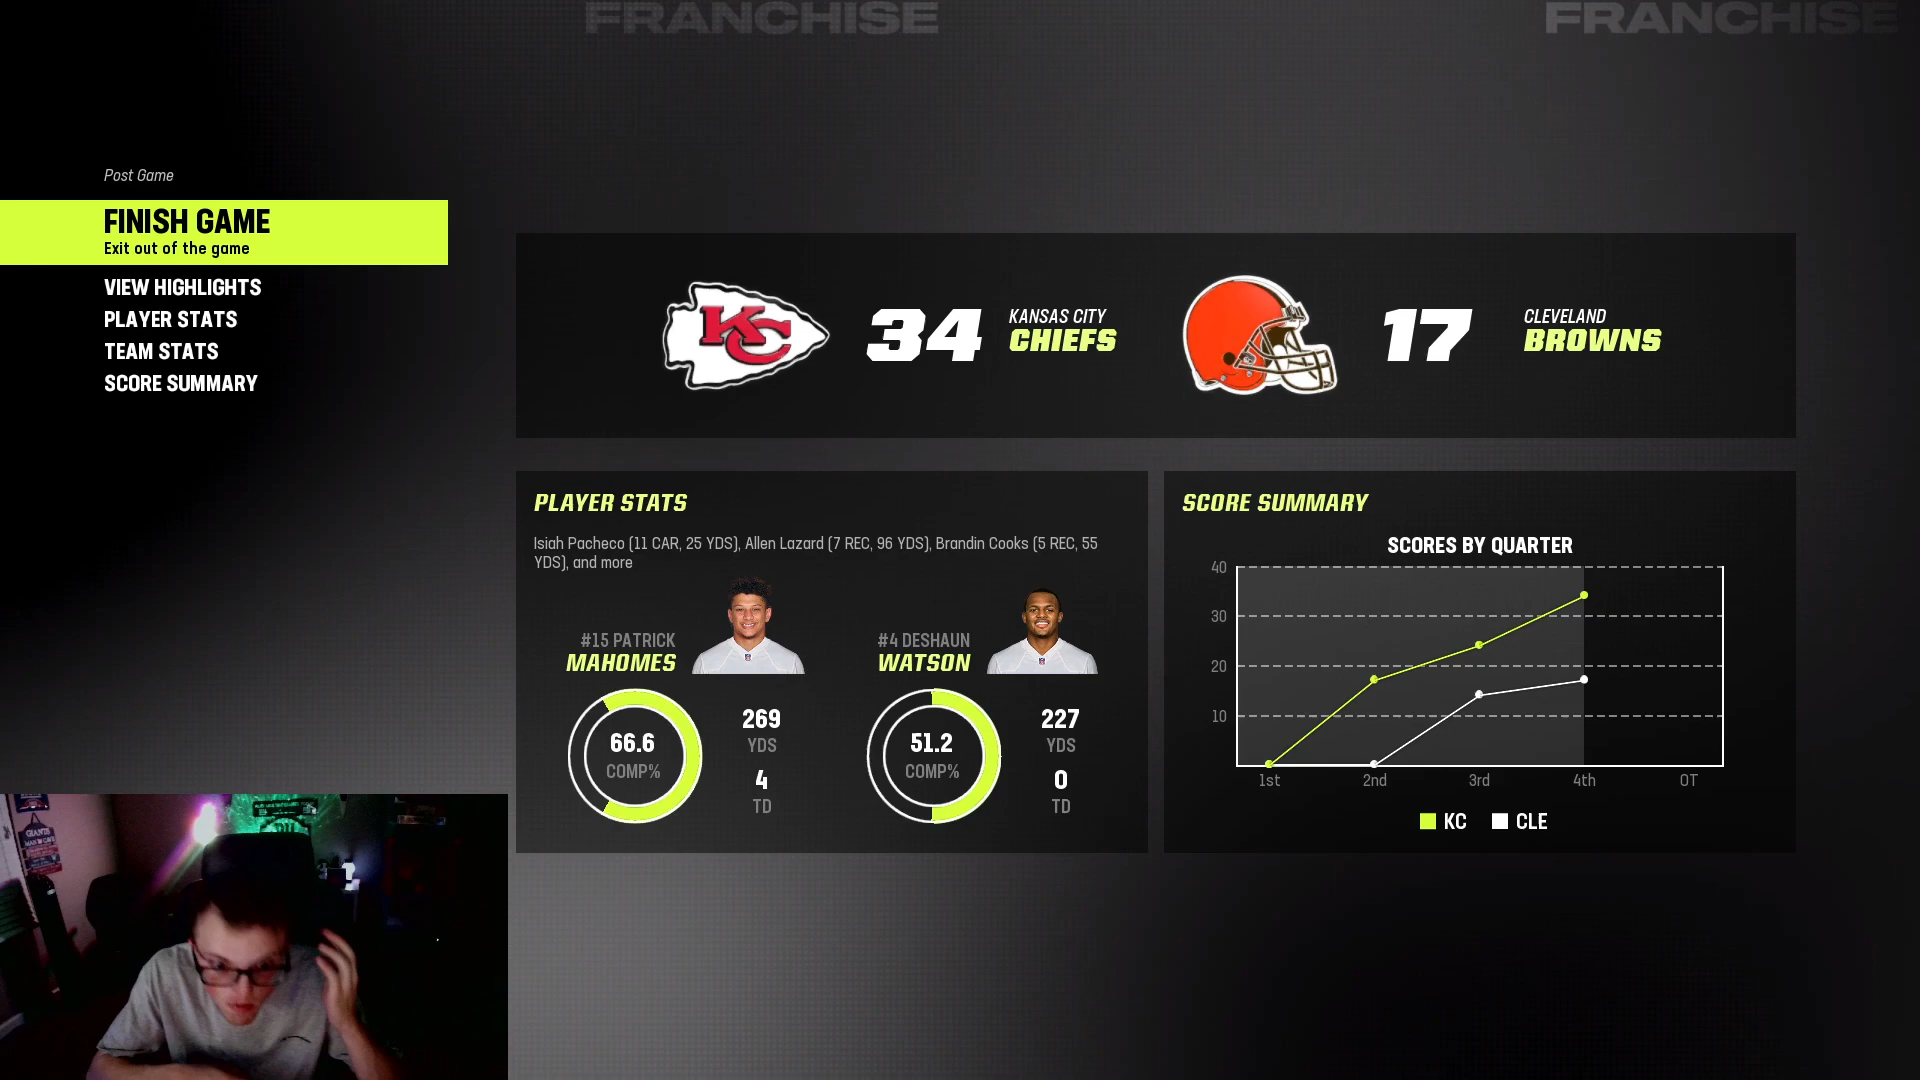 FRANCHISE
FRANCHISE
Post Game
FINISH GAME
Exit out of the game
VIEW HIGHLIGHTS
PLAYER STATS
TEAM STATS
SCORE SUMMARY
KC
34
KANSAS CITY
CHIEFS
17
CLEVELAND
BROWNS
PLAYER STATS
Isiah Pacheco (11 CAR, 25 YDS), Allen Lazard (7 REC, 96 YDS), Brandin Cooks (5 REC, 55
YDS), and more
#15 PATRICK
MAHOMES
66.6
COMP%
269
YDS
4
TD
#4 DESHAUN
WATSON
51.2
COMP%
227
YDS
0
TD
SCORE SUMMARY
SCORES BY QUARTER
40
30
20
10
1st
2nd
3rd
4th
OT
KC
CLE
GIANTS